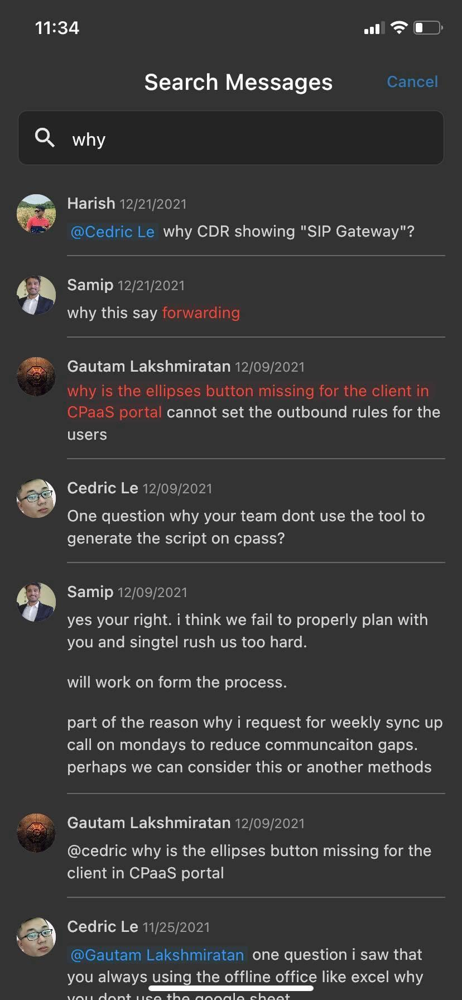 11:34
Search Messages
Cancel
why
Harish 12/21/2021
@Cedric Le why CDR showing "SIP Gateway"?
Samip 12/21/2021
why this say forwarding
Gautam Lakshmiratan 12/09/2021
why is the ellipses button missing for the client in
CPaaS portal cannot set the outbound rules for the
users
Cedric Le 12/09/2021
One question why your team dont use the tool to
generate the script on cpass?
Samip 12/09/2021
yes your right. i think we fail to properly plan with
you and singtel rush us too hard.
will work on form the process.
part of the reason why i request for weekly sync up
call on mondays to reduce communcaiton gaps.
perhaps we can consider this or another methods
Gautam Lakshmiratan 12/09/2021
@cedric why is the ellipses button missing for the
client in CPaaS portal
Cedric Le 11/25/2021
@Gautam Lakshmiratan one question i saw that
you always using the offline office like excel why
you dont use the google sheet